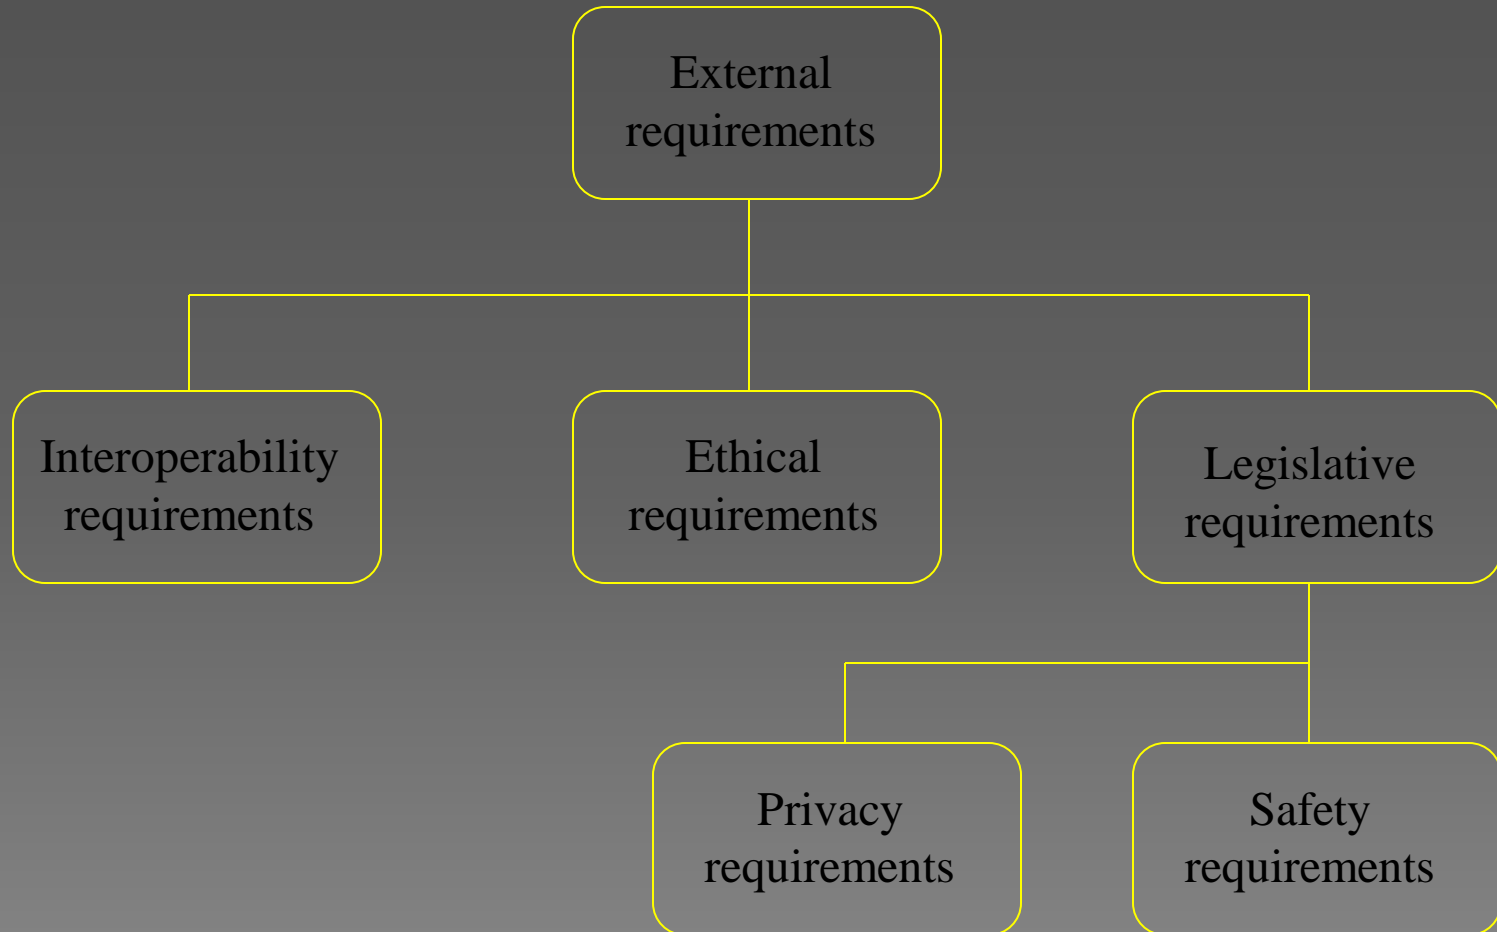 External
requirements
Interoperability
requirements
Ethical
requirements
Legislative
requirements
Privacy
requirements
Safety
requirements